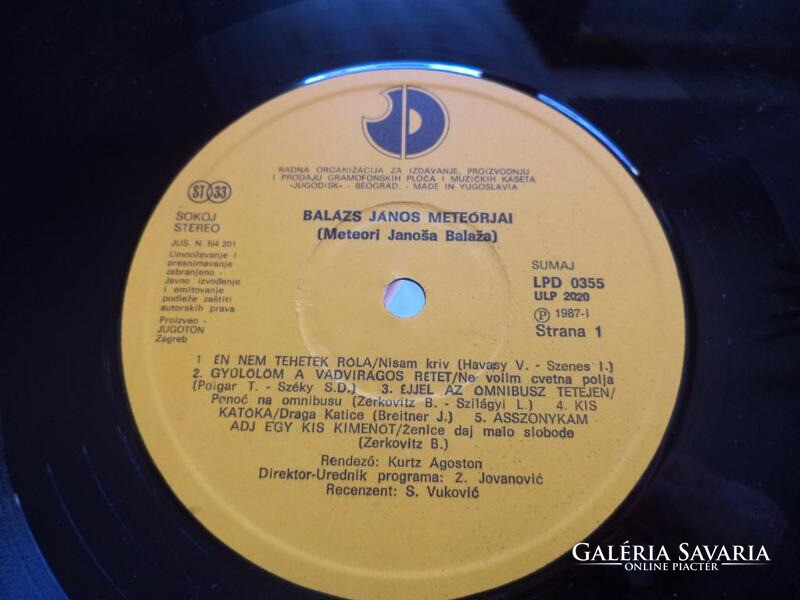 RADNA ORGANIZACIJA ZA IZDAVANJE, PROIZVODNJU
I PRODAJU GRAMOFONSKIH PLOČA I MUZIČKIH KASETA
«JUGODISK» - BEOGRAD. - MADE IN YUGOSLAVIA
ST 33
SOKOJ
STEREO
JUS. N. N4 201
Umnožavanje i
presnimavanje
zabranjeno -
Javno izvođenje
i emitovanje
podleže zaštiti
autorskih prava
Proizveo -
JUGOTON
Zagreb
BALAZS JANOS METEORJAI
(Meteori Janoša Balaža)
SUMAJ
LPD 0355
ULP 2020
Ⓟ 1987-I
Strana 1
1 ÉN NEM TEHETEK RÓLA/Nisam kriv (Havasy V. - Szenes I.)
2. GYÜLÖLÖM A VADVIRÁGOS RÉTET/Ne volim cvetna polja
(Polgar T. - Széky S.D.) 3. ÉJJEL AZ OMNIBUSZ TETEJEN/
Ponoć na omnibusu (Zerkovitz B. - Szilágyi L.) 4. KIS
KATÓKA/Draga Katice (Breitner J.) 5. ASSZONYKAM
ADJ EGY KIS KIMENÖT/Ženice daj malo slobode
(Zerkovitz B.)
Rendezö: Kurtz Agoston
Direktor-Urednik programa: Z. Jovanović
Recenzent: S. Vuković
GALÉRIA SAVARIA
ONLINE PIACTÉR